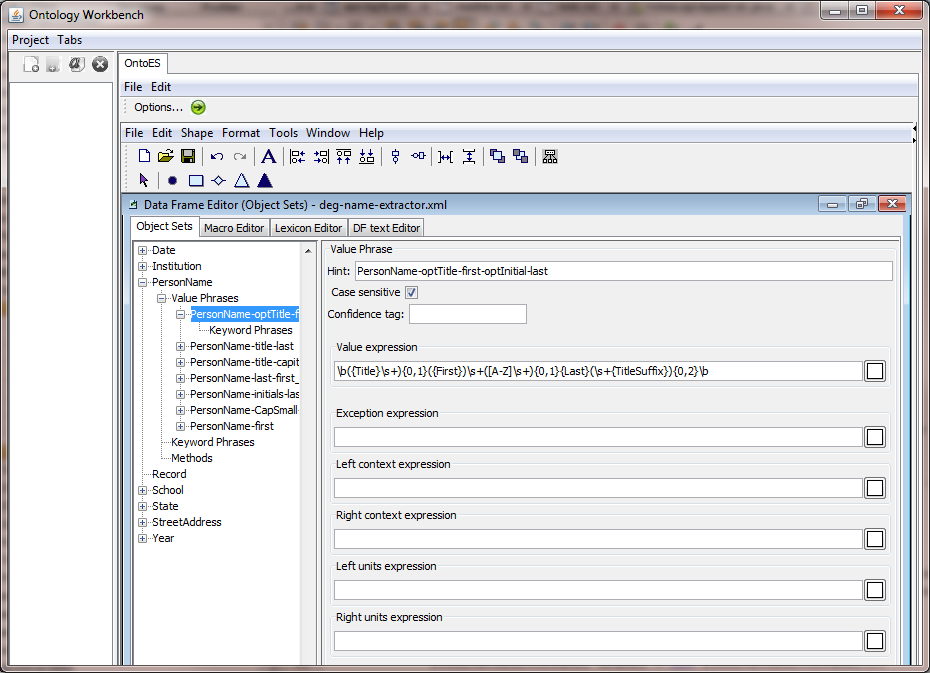 Ontology Workbench
Project Tabs
OntoES
File Edit
Options...
File Edit Shape Format Tools Window Help
A
Data Frame Editor (Object Sets) - deg-name-extractor.xml
Object Sets Macro Editor Lexicon Editor DF text Editor
Date
Institution
PersonName
Value Phrases
PersonName-optTitle-f
Keyword Phrases
PersonName-title-last
PersonName-title-capit
PersonName-last-first_
PersonName-initials-las
PersonName-CapSmall
PersonName-first
Keyword Phrases
Methods
Record
School
State
StreetAddress
Year
Value Phrase
Hint: PersonName-optTitle-first-optInitial-last
Case sensitive
Confidence tag:
Value expression
\b({Title}\s+){0,1}({First})\s+([A-Z]\s+){0,1}{Last}(\s+{TitleSuffix}){0,2}\b
Exception expression
Left context expression
Right context expression
Left units expression
Right units expression